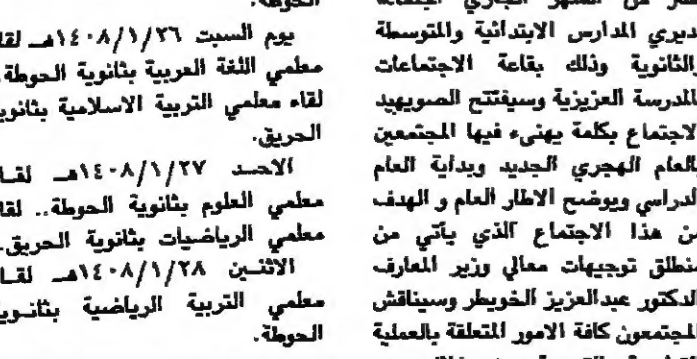 لمديري المدارس الابتدائية والمتوسطة
والثانوية وذلك بقاعة الاجتماعات
بالمدرسة العزيزية وسيفتتح الصويهيد
الاجتماع بكلمة يهنىء فيها المجتمعين
بالعام الهجري الجديد وبداية العام
الدراسي ويوضح الاطار العام و الهدف
من هذا الاجتماع الذي يأتي من
منطلق توجيهات معالي وزير المعارف
الدكتور عبدالعزيز الخويطر وسيناقش
المجتمعون كافة الامور المتعلقة بالعملية
الحوطة.
يوم السبت ١٤٠٨/١/٢٦هـ لقاء
معلمي اللغة العربية بثانوية الحوطة.
لقاء معلمي التربية الاسلامية بثانوية
الحريق.
الاحد ١٤٠٨/١/٢٧هـ لقاء
معلمي العلوم بثانوية الحوطة.. لقاء
معلمي الرياضيات بثانوية الحريق.
الاثنين ١٤٠٨/١/٢٨هـ لقاء
معلمي التربية الرياضية بثانوية
الحوطة.